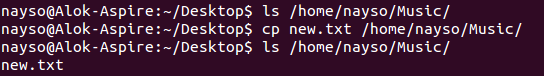 nayso@Alok-Aspire:~/Desktop$ ls /home/nayso/Music/
nayso@Alok-Aspire:~/Desktop$ cp new.txt /home/nayso/Music/
nayso@Alok-Aspire:~/Desktop$ ls /home/nayso/Music/
new.txt